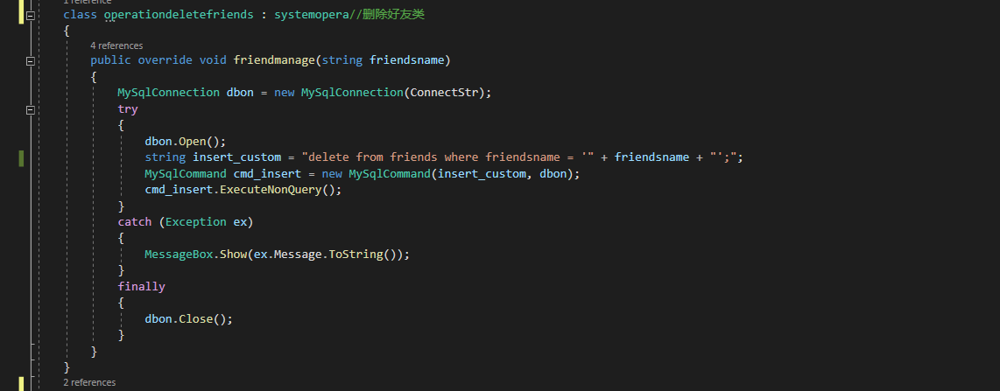 1 reference
class operationdeletefriends : systemopera//删除好友类
{
4 references
public override void friendmanage(string friendsname)
{
MySqlConnection dbon = new MySqlConnection(ConnectStr);
try
{
dbon.Open();
string insert_custom = "delete from friends where friendsname = '" + friendsname + "';";
MySqlCommand cmd_insert = new MySqlCommand(insert_custom, dbon);
cmd_insert.ExecuteNonQuery();
}
catch (Exception ex)
{
MessageBox.Show(ex.Message.ToString());
}
finally
{
dbon.Close();
}
}
}
2 references